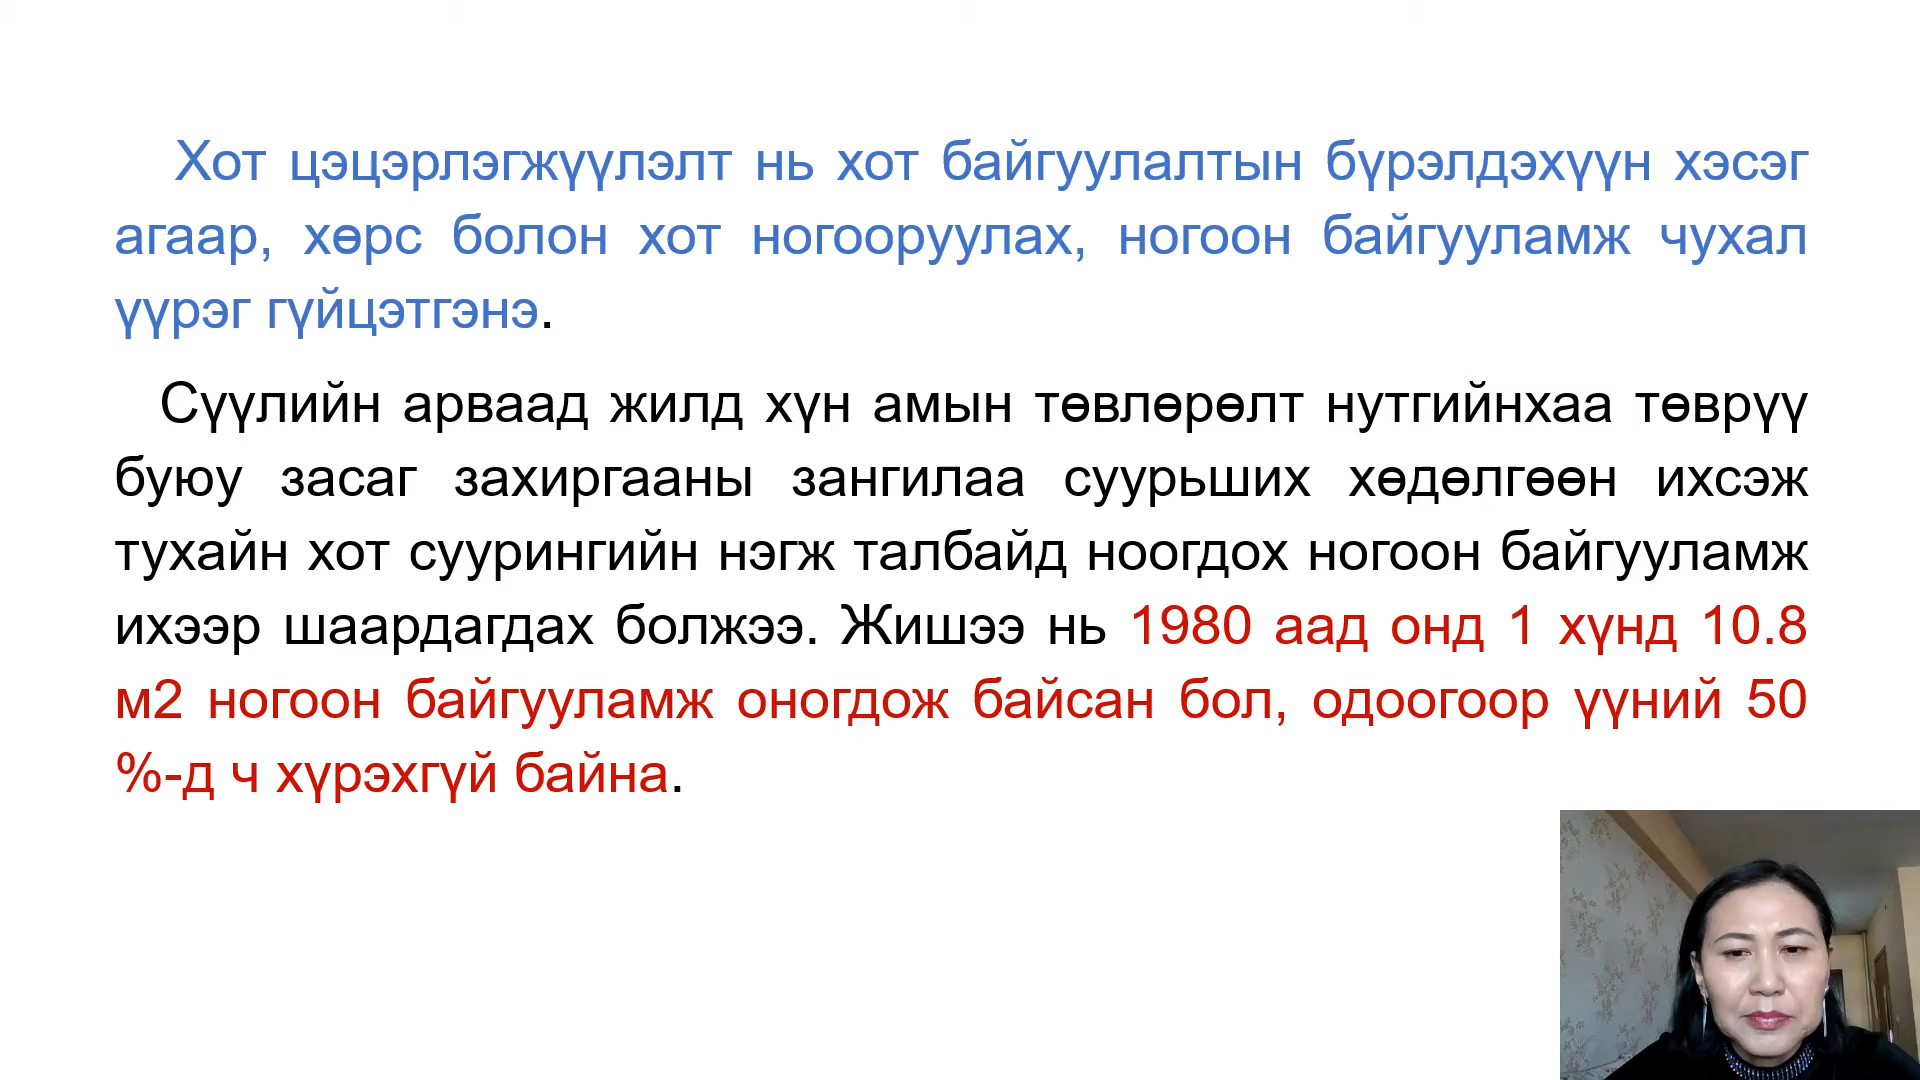 Хот цэцэрлэгжүүлэлт нь хот байгуулалтын бүрэлдэхүүн хэсэг
агаар, хөрс болон хот ногооруулах, ногоон байгууламж чухал
үүрэг гүйцэтгэнэ.
Сүүлийн арваад жилд хүн амын төвлөрөлт нутгийнхаа төврүү
буюу засаг захиргааны зангилаа суурьших хөдөлгөөн ихсэж
тухайн хот суурингийн нэгж талбайд ноогдох ногоон байгууламж
ихээр шаардагдах болжээ. Жишээ нь 1980 аад онд 1 хүнд 10.8
м2 ногоон байгууламж оногдож байсан бол, одоогоор үүний 50
%-д ч хүрэхгүй байна.